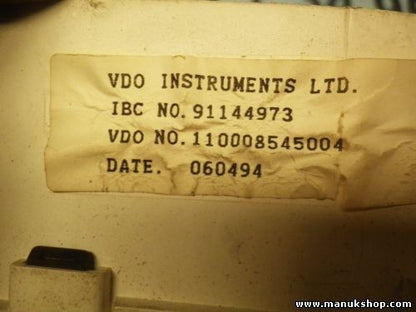 VDO INSTRUMENTS LTD.
IBC NO. 91144973
VDO NO. 110008545004
DATE. 060494
www.manukshop.com